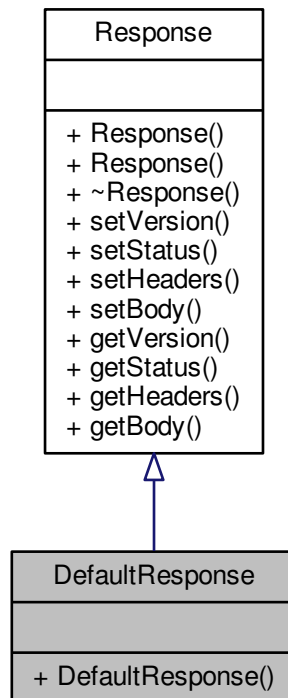 Response
+ Response()
+ Response()
+ ~Response()
+ setVersion()
+ setStatus()
+ setHeaders()
+ setBody()
+ getVersion()
+ getStatus()
+ getHeaders()
+ getBody()
DefaultResponse
+ DefaultResponse()